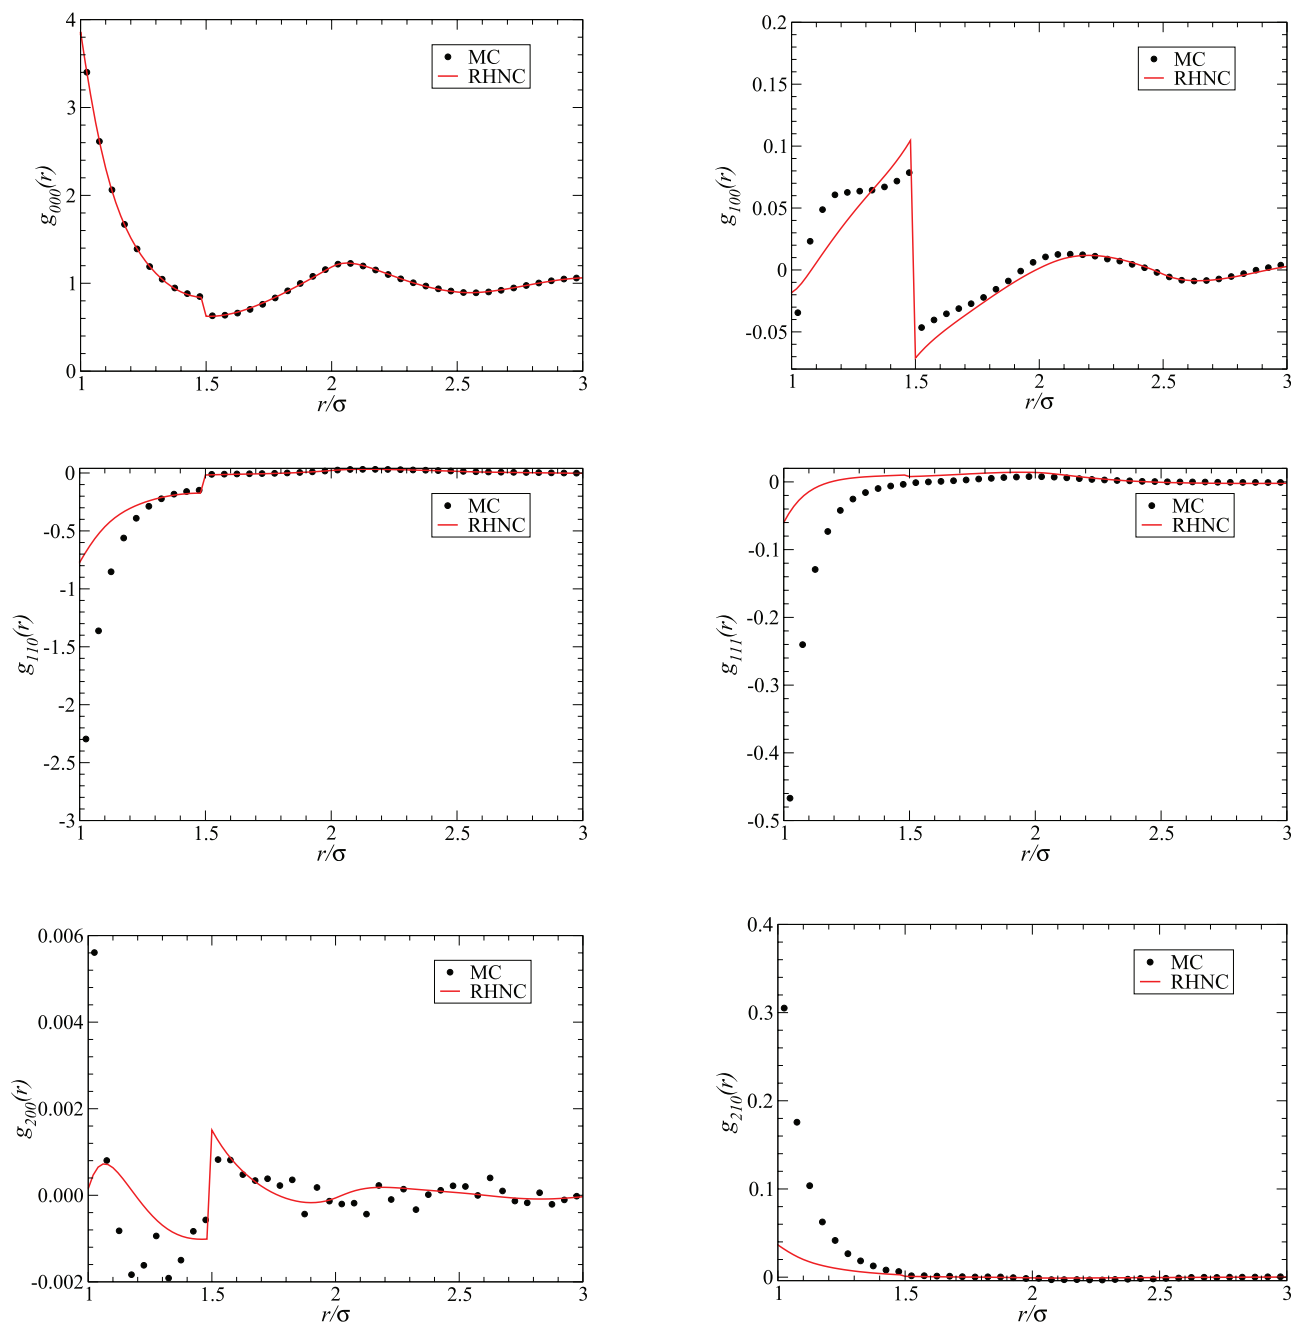 4
3
2
1
0
g000(r)
MC
RHNC
1
1.5
2
2.5
3
r/σ
0.2
0.15
0.1
0.05
0
-0.05
g100(r)
MC
RHNC
1
1.5
2
2.5
3
r/σ
0
-0.5
-1
-1.5
-2
-2.5
-3
g110(r)
MC
RHNC
1
1.5
2
2.5
3
r/σ
0
-0.1
-0.2
-0.3
-0.4
-0.5
g111(r)
MC
RHNC
1
1.5
2
2.5
3
r/σ
0.006
0.004
0.002
0.000
-0.002
g200(r)
MC
RHNC
1
1.5
2
2.5
3
r/σ
0.4
0.3
0.2
0.1
0
g210(r)
MC
RHNC
1
1.5
2
2.5
3
r/σ